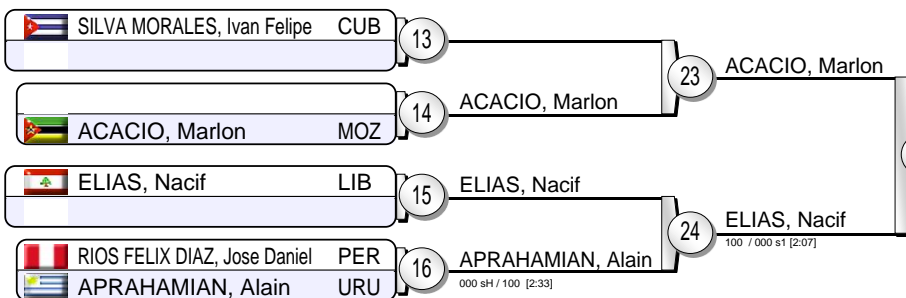 SILVA MORALES, Ivan Felipe CUB
13
ACACIO, Marlon MOZ
14
ACACIO, Marlon
23
ACACIO, Marlon
ELIAS, Nacif LIB
15
ELIAS, Nacif
RIOS FELIX DIAZ, Jose Daniel PER
APRAHAMIAN, Alain URU
16
APRAHAMIAN, Alain
000 sH / 100 [2:33]
24
ELIAS, Nacif
100 / 000 s1 [2:07]